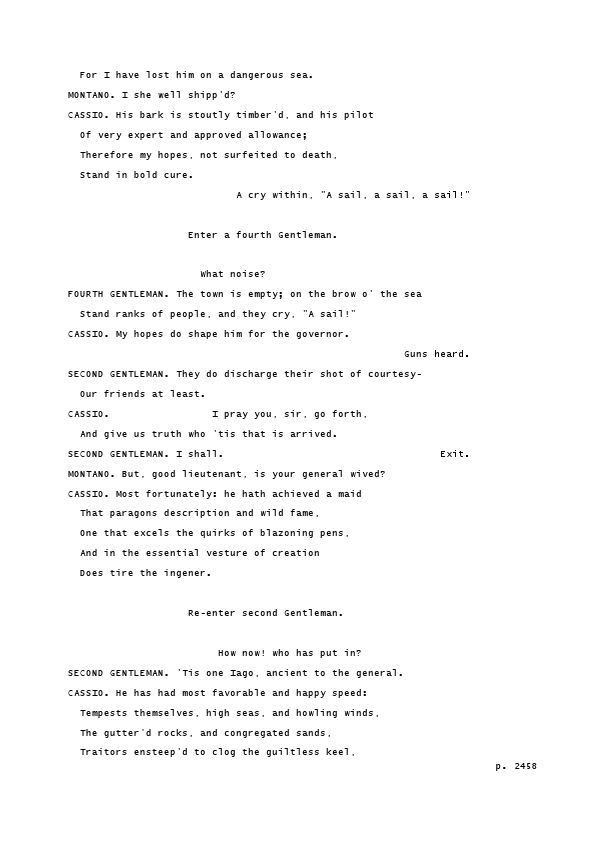 For I have lost him on a dangerous sea.
MONTANO. I she well shipp'd?
CASSIO. His bark is stoutly timber'd, and his pilot
Of very expert and approved allowance;
Therefore my hopes, not surfeited to death,
Stand in bold cure.
A cry within, "A sail, a sail, a sail!"
Enter a fourth Gentleman.
What noise?
FOURTH GENTLEMAN. The town is empty; on the brow o' the sea
Stand ranks of people, and they cry, "A sail!"
CASSIO. My hopes do shape him for the governor.
Guns heard.
SECOND GENTLEMAN. They do discharge their shot of courtesy-
Our friends at least.
CASSIO. I pray you, sir, go forth,
And give us truth who 'tis that is arrived.
SECOND GENTLEMAN. I shall. Exit.
MONTANO. But, good lieutenant, is your general wived?
CASSIO. Most fortunately: he hath achieved a maid
That paragons description and wild fame,
One that excels the quirks of blazoning pens,
And in the essential vesture of creation
Does tire the ingener.
Re-enter second Gentleman.
How now! who has put in?
SECOND GENTLEMAN. 'Tis one Iago, ancient to the general.
CASSIO. He has had most favorable and happy speed:
Tempests themselves, high seas, and howling winds,
The gutter'd rocks, and congregated sands,
Traitors ensteep'd to clog the guiltless keel,
p. 2458